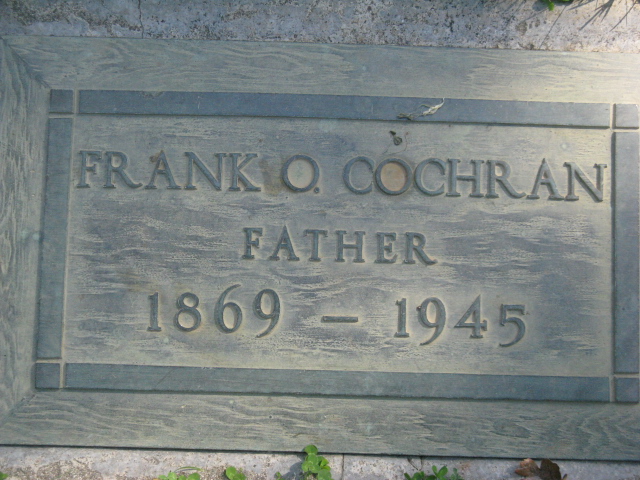 FRANK O. COCHRAN
FATHER
1869 – 1945